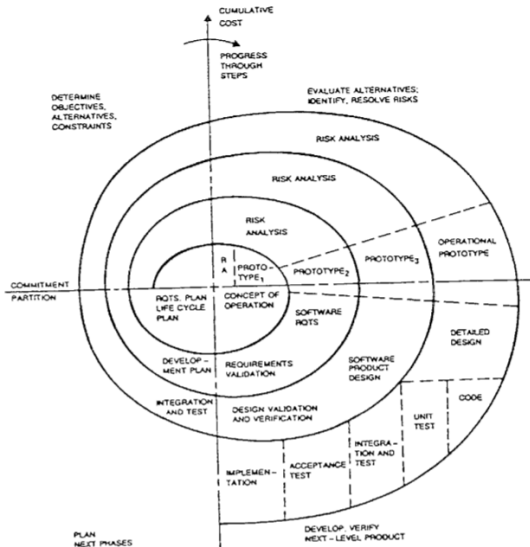 CUMULATIVE
COST
PROGRESS
THROUGH
STEPS
DETERMINE
OBJECTIVES,
ALTERNATIVES,
CONSTRAINTS
EVALUATE ALTERNATIVES;
IDENTIFY, RESOLVE RISKS
RISK ANALYSIS
RISK ANALYSIS
RISK
ANALYSIS
R
A
PROTO-
TYPE1
PROTOTYPE2
PROTOTYPE3
OPERATIONAL
PROTOTYPE
COMMITMENT
PARTITION
RQTS. PLAN
LIFE CYCLE
PLAN
CONCEPT OF
OPERATION
SOFTWARE
RQTS
DETAILED
DESIGN
DEVELOP-
MENT PLAN
REQUIREMENTS
VALIDATION
SOFTWARE
PRODUCT
DESIGN
INTEGRATION
AND TEST
DESIGN VALIDATION
AND VERIFICATION
CODE
UNIT
TEST
INTEGRA-
TION AND
TEST
ACCEPTANCE
TEST
IMPLEMEN-
TATION
PLAN
NEXT PHASES
DEVELOP, VERIFY
NEXT-LEVEL PRODUCT